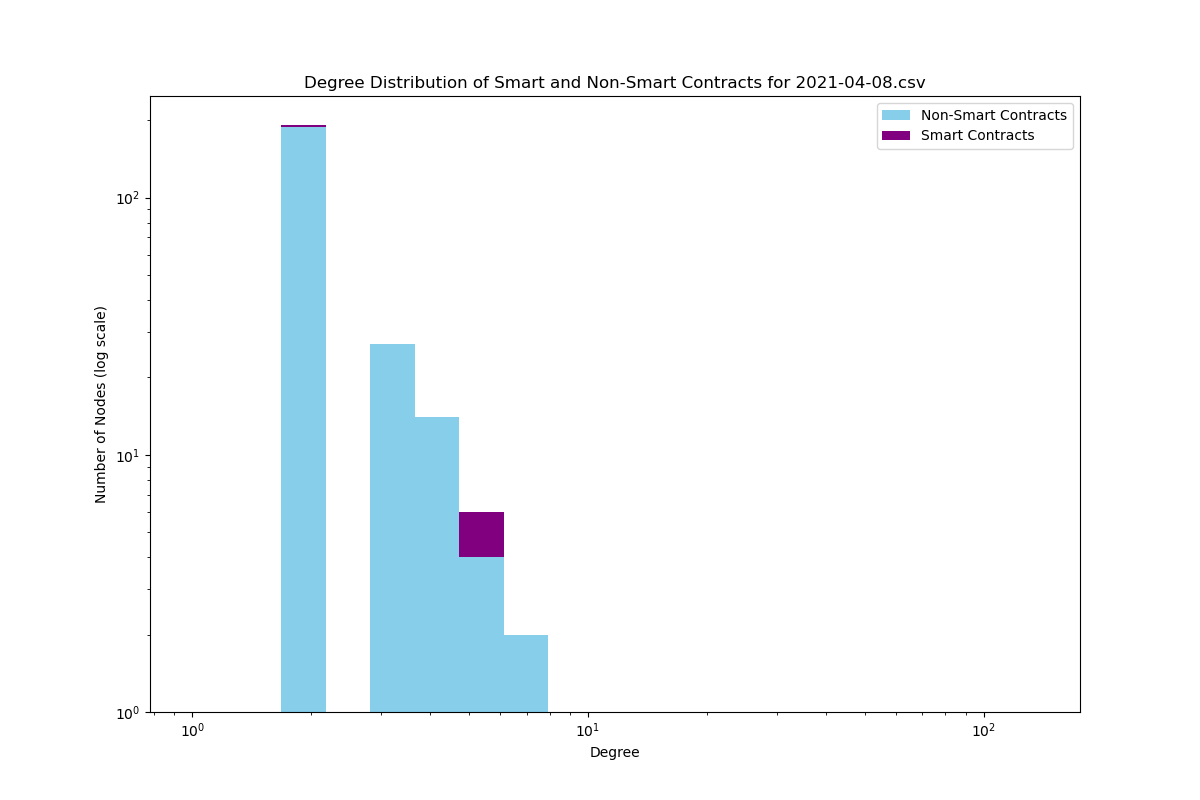 Degree Distribution of Smart and Non-Smart Contracts for 2021-04-08.csv
Non-Smart Contracts
Smart Contracts
Number of Nodes (log scale)
10²
10¹
10⁰
10⁰ 10¹ 10²
Degree